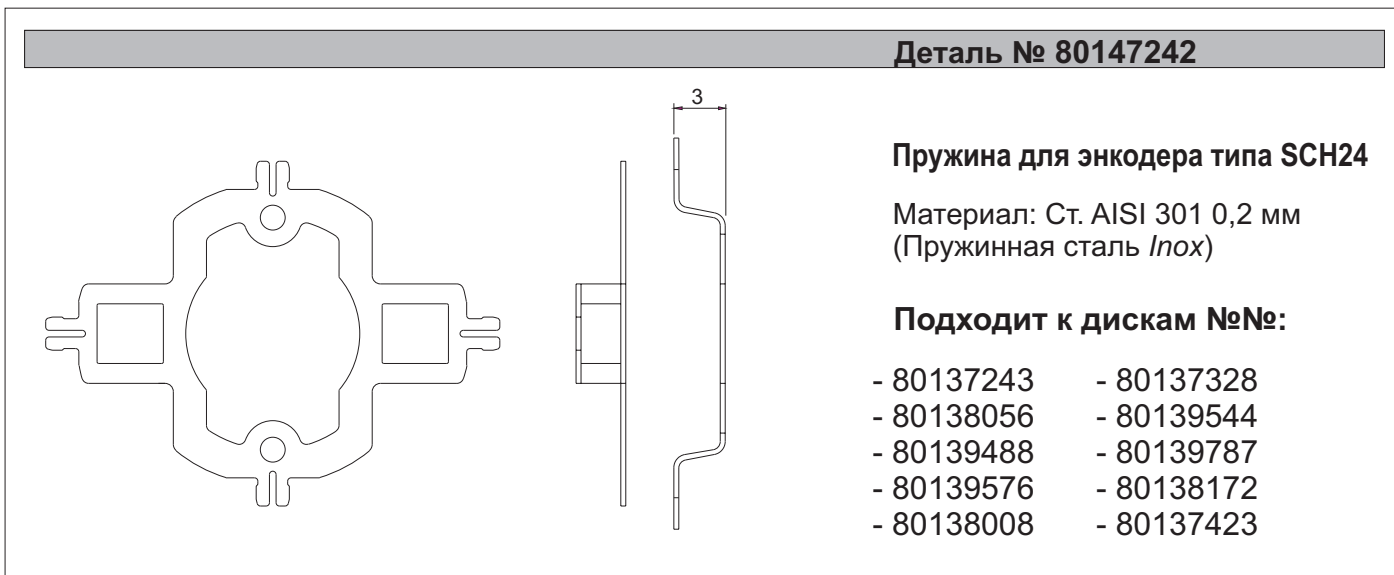 Деталь № 80147242
3
Пружина для энкодера типа SCH24
Материал: Ст. AISI 301 0,2 мм
(Пружинная сталь Inox)
Подходит к дискам №№:
- 80137243 - 80137328
- 80138056 - 80139544
- 80139488 - 80139787
- 80139576 - 80138172
- 80138008 - 80137423